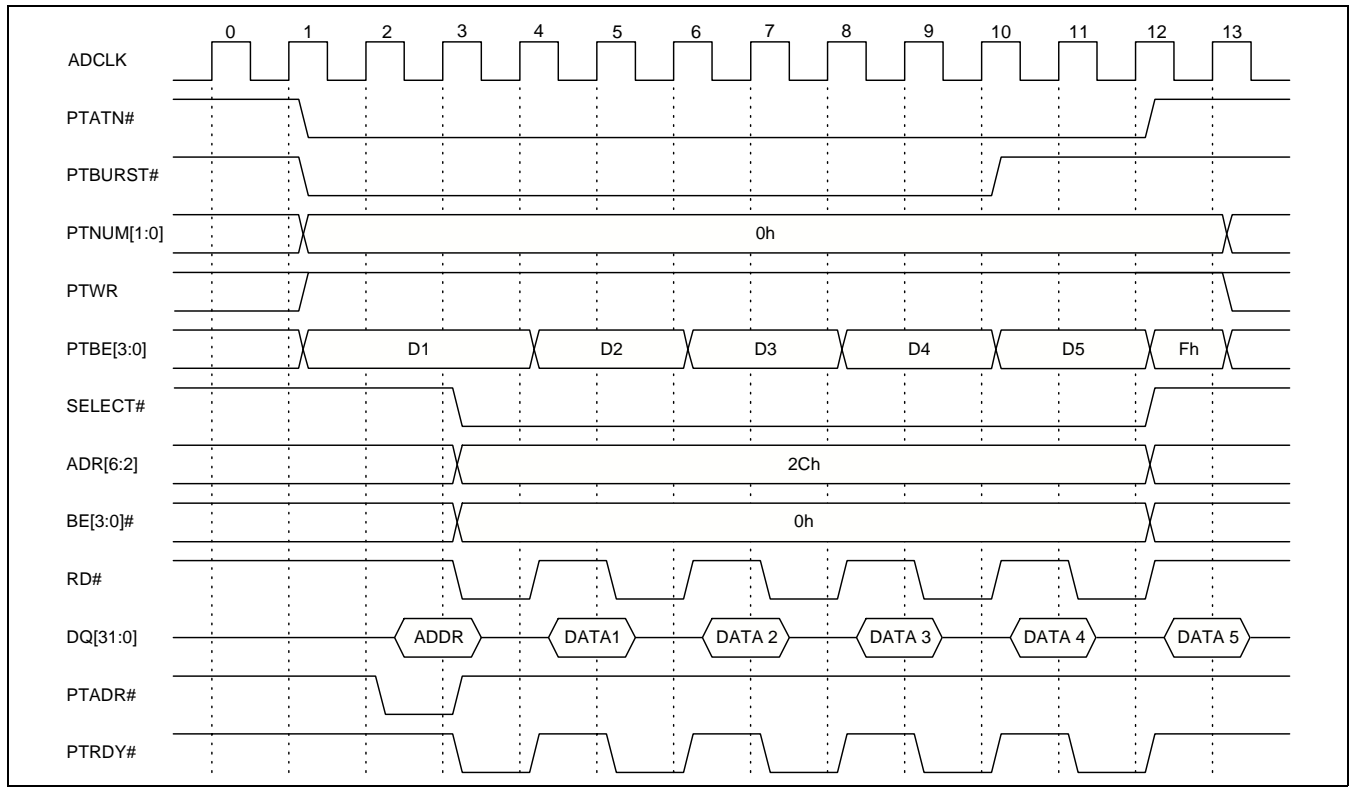 0 1 2 3 4 5 6 7 8 9 10 11 12 13
ADCLK
PTATN#
PTBURST#
PTNUM[1:0] 0h
PTWR
PTBE[3:0] D1 D2 D3 D4 D5 Fh
SELECT#
ADR[6:2] 2Ch
BE[3:0]# 0h
RD#
DQ[31:0] ADDR DATA1 DATA 2 DATA 3 DATA 4 DATA 5
PTADR#
PTRDY#